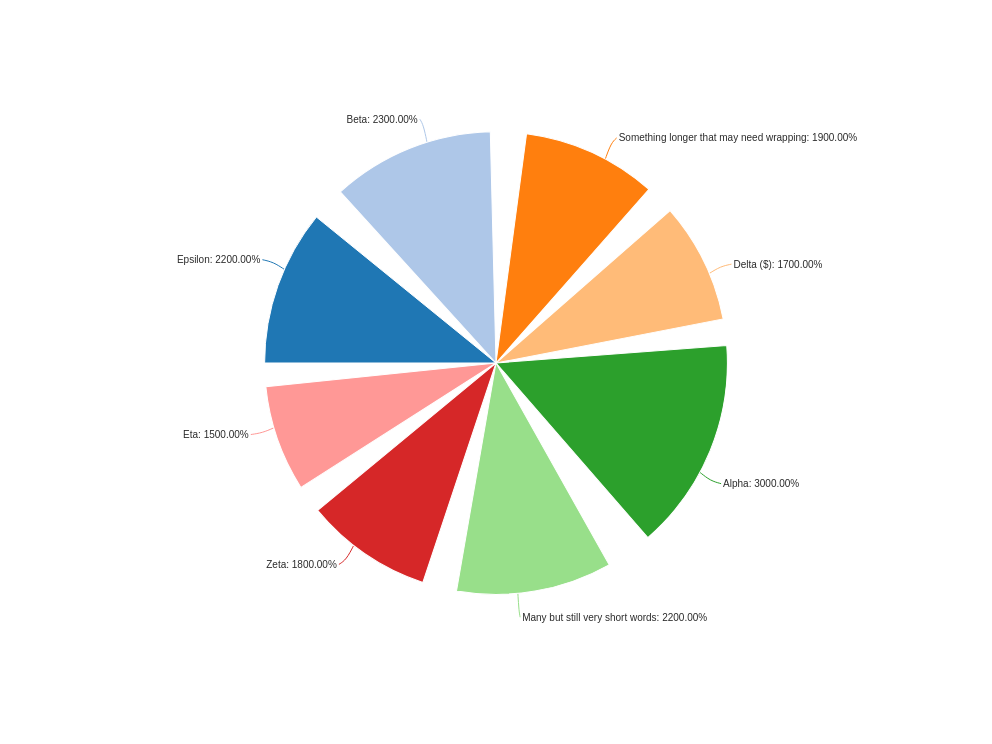 Beta: 2300.00%
Something longer that may need wrapping: 1900.00%
Epsilon: 2200.00%
Delta ($): 1700.00%
Eta: 1500.00%
Alpha: 3000.00%
Zeta: 1800.00%
Many but still very short words: 2200.00%